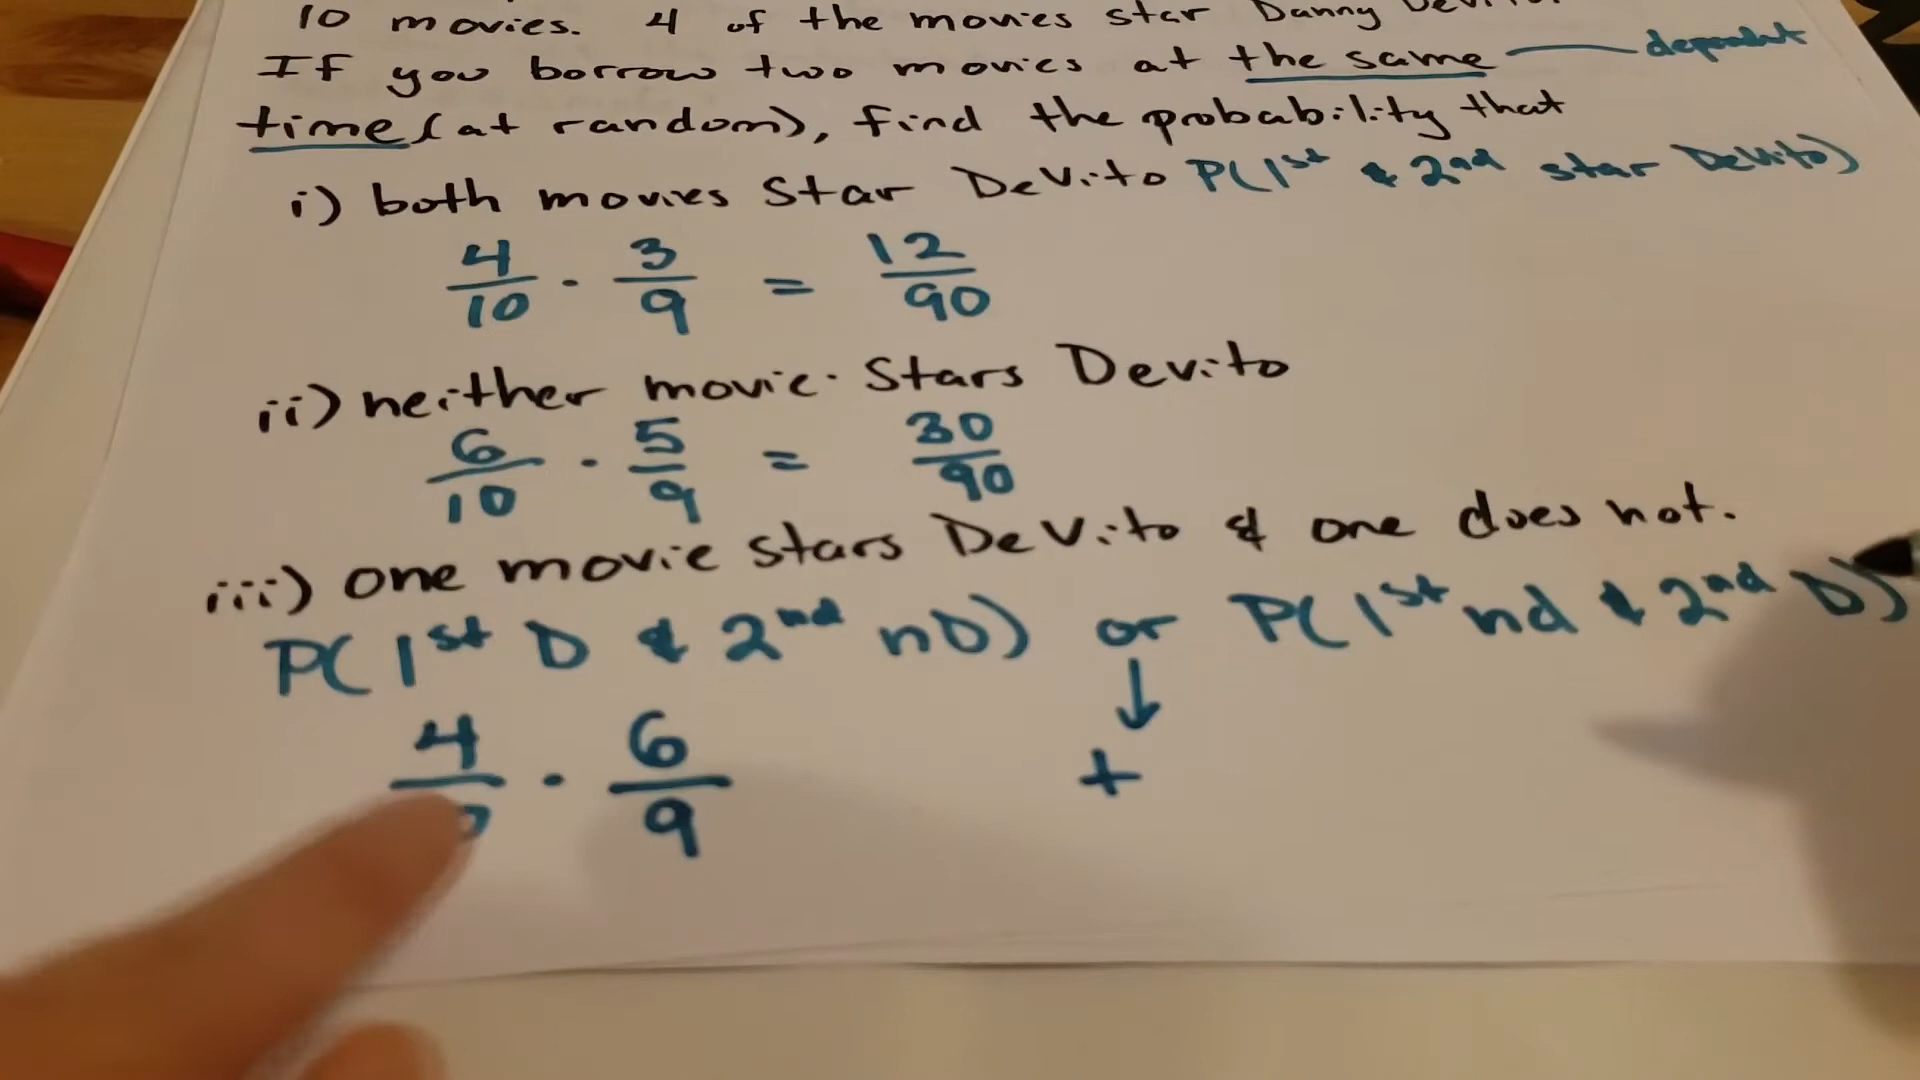 10 movies. 4 of the movies star Danny DeVito.
If you borrow two movies at the same — dependent
time (at random), find the probability that
i) both movies star DeVito P(1st & 2nd star DeVito)
4/10 · 3/9 = 12/90
ii) neither movie stars Devito
6/10 · 5/9 = 30/90
iii) one movie stars DeVito & one does not.
P(1st D & 2nd nD) or P(1st nd & 2nd D)
↓
4 · 6/9 +